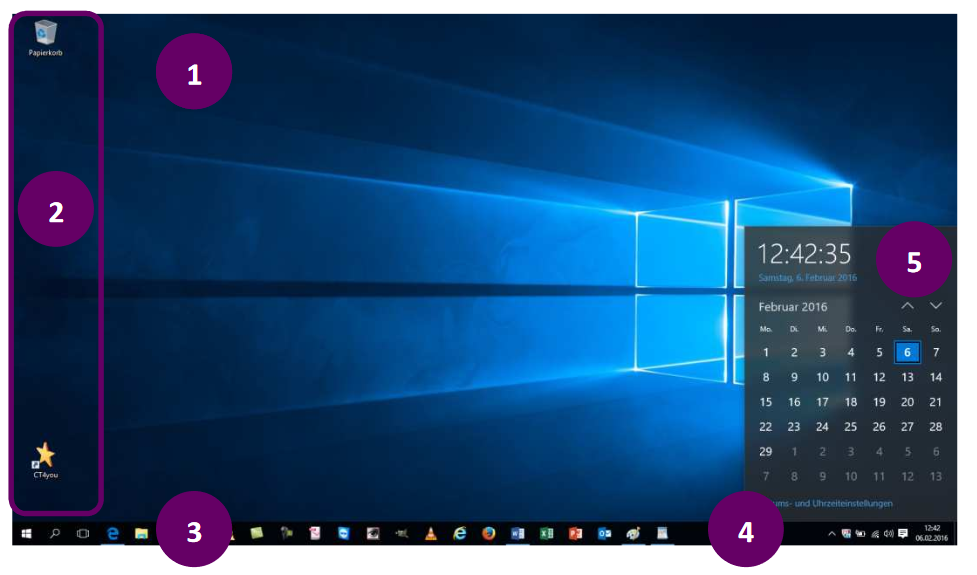 Papierkorb
1
2
CT4you
12:42:35
Samstag, 6. Februar 2016
5
Februar 2016
Mo. Di. Mi. Do. Fr. Sa. So.
1 2 3 4 5 6 7
8 9 10 11 12 13 14
15 16 17 18 19 20 21
22 23 24 25 26 27 28
29 1 2 3 4 5 6
7 8 9 10 11 12 13
ums- und Uhrzeiteinstellungen
3
4
12:42
06.02.2016